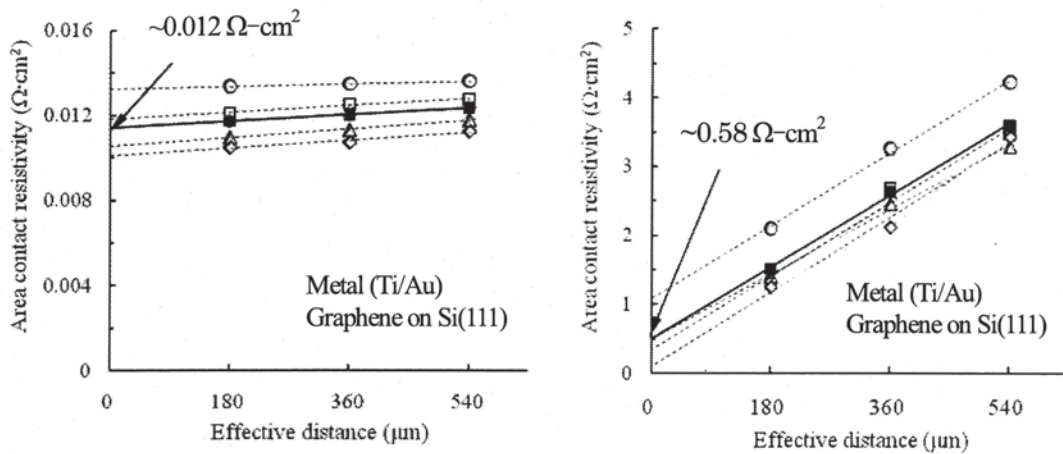 ~0.012 Ω-cm²
Area contact resistivity (Ω·cm²)
0.016
0.012
0.008
0.004
0
Metal (Ti/Au)
Graphene on Si(111)
180
360
540
Effective distance (µm)
Area contact resistivity (Ω·cm²)
5
4
3
2
1
0
~0.58 Ω-cm²
Metal (Ti/Au)
Graphene on Si(111)
0
180
360
540
Effective distance (µm)